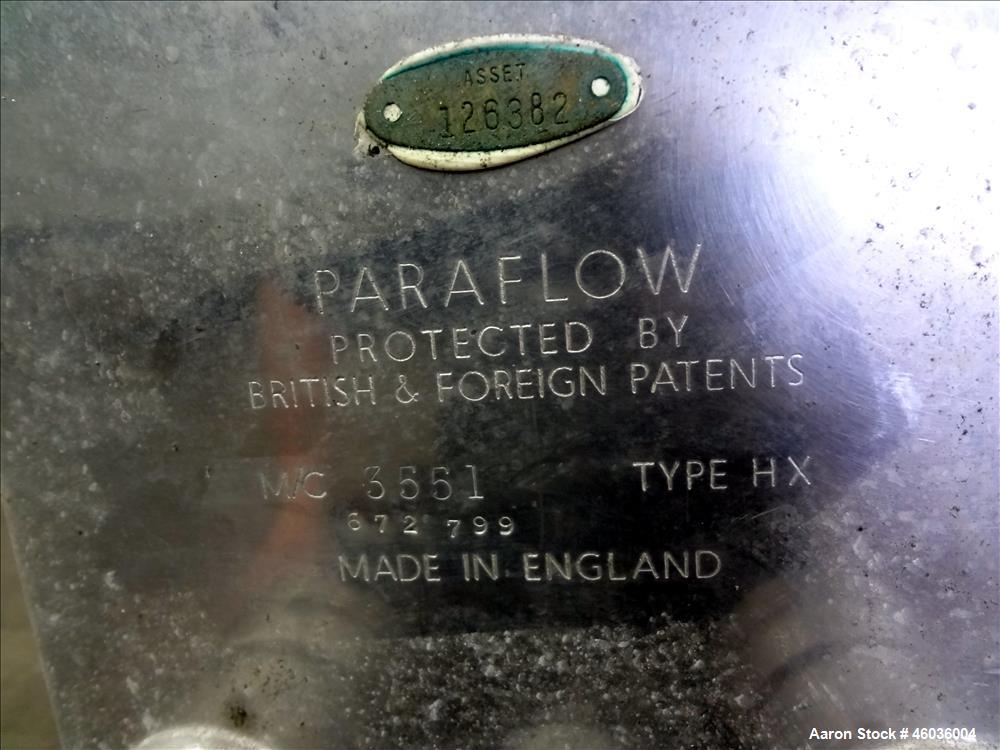 ASSET
126382
PARAFLOW
PROTECTED BY
BRITISH & FOREIGN PATENTS
M/C 3551 TYPE HX
672 799
MADE IN ENGLAND
Aaron Stock # 46036004